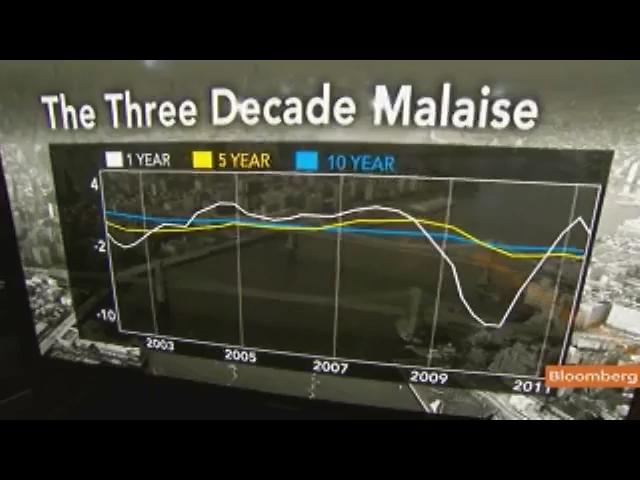 The Three Decade Malaise
1 YEAR 5 YEAR 10 YEAR
4
-2
-10
2003 2005 2007 2009 2011
Bloomberg